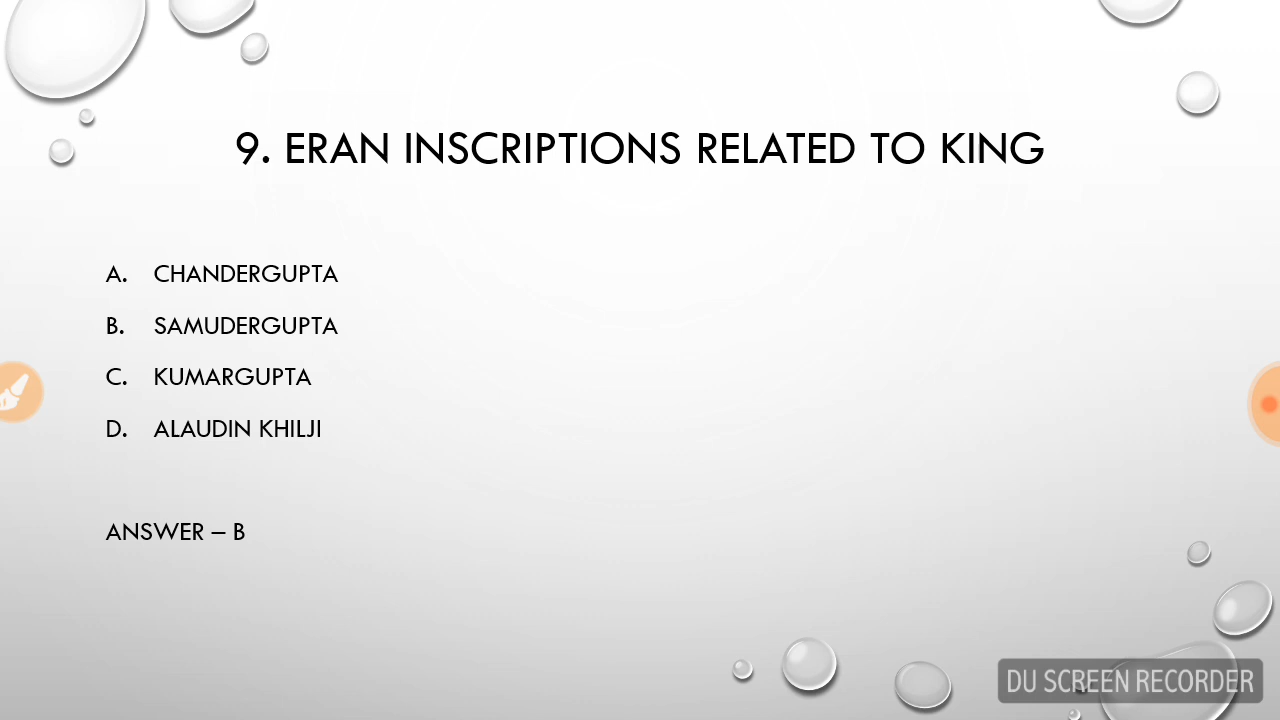 9. ERAN INSCRIPTIONS RELATED TO KING
A. CHANDERGUPTA
B. SAMUDERGUPTA
C. KUMARGUPTA
D. ALAUDIN KHILJI
ANSWER – B
DU SCREEN RECORDER